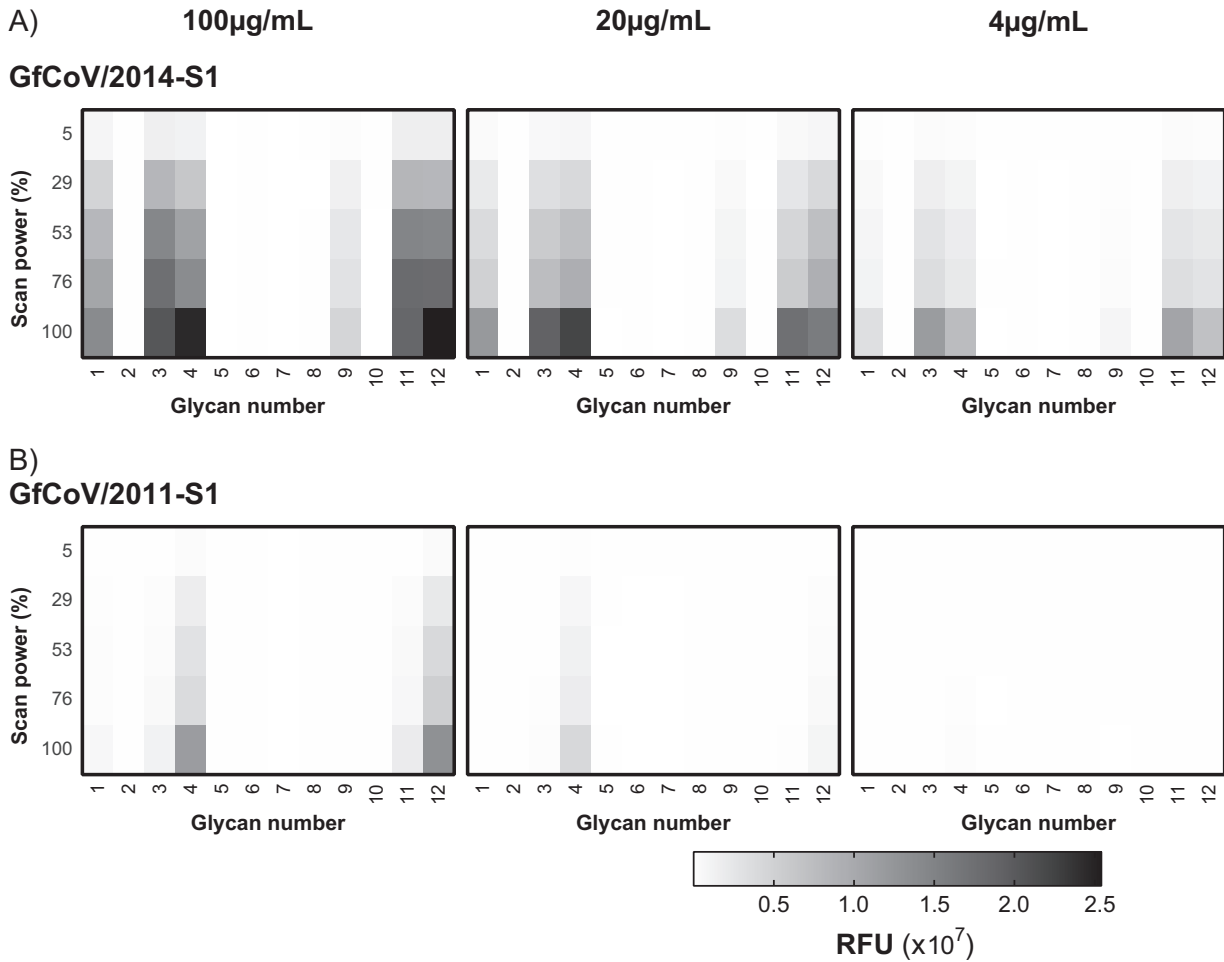 A)
100µg/mL 20µg/mL 4µg/mL
GfCoV/2014-S1
Scan power (%)
5
29
53
76
100
1 2 3 4 5 6 7 8 9 10 11 12
1 2 3 4 5 6 7 8 9 10 11 12
1 2 3 4 5 6 7 8 9 10 11 12
Glycan number Glycan number Glycan number
B)
GfCoV/2011-S1
Scan power (%)
5
29
53
76
100
1 2 3 4 5 6 7 8 9 10 11 12
1 2 3 4 5 6 7 8 9 10 11 12
1 2 3 4 5 6 7 8 9 10 11 12
Glycan number Glycan number Glycan number
0.5 1.0 1.5 2.0 2.5
RFU (x10⁷)